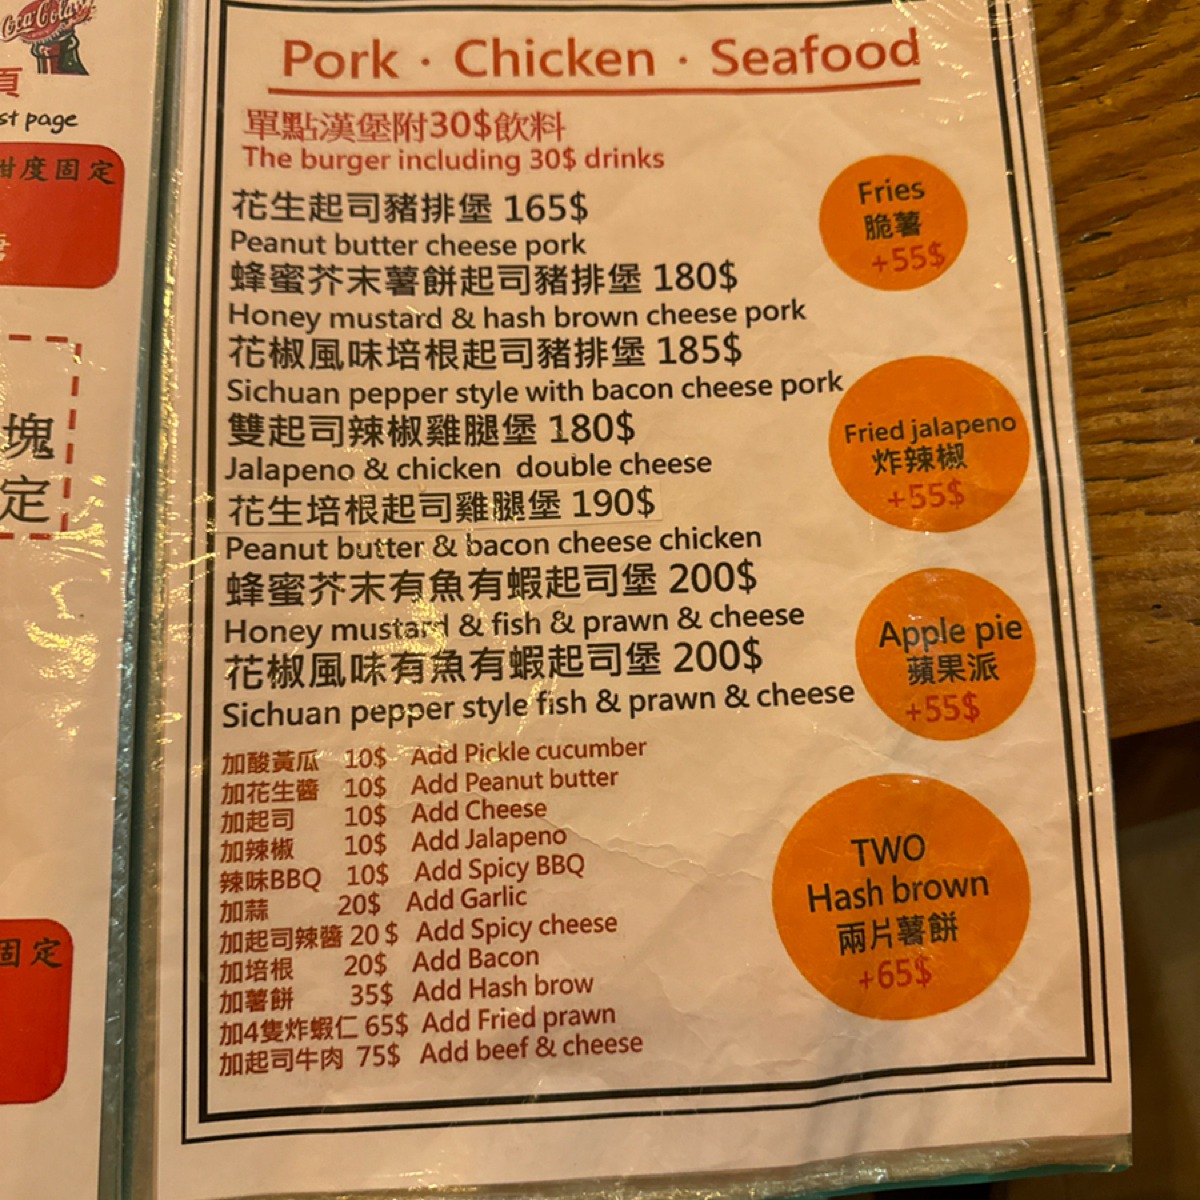 Coca-Cola
頁
st page
甜度固定
塊
定
固定
Pork · Chicken · Seafood
單點漢堡附30$飲料
The burger including 30$ drinks
花生起司豬排堡 165$
Peanut butter cheese pork
蜂蜜芥末薯餅起司豬排堡 180$
Honey mustard & hash brown cheese pork
花椒風味培根起司豬排堡 185$
Sichuan pepper style with bacon cheese pork
雙起司辣椒雞腿堡 180$
Jalapeno & chicken double cheese
花生培根起司雞腿堡 190$
Peanut butter & bacon cheese chicken
蜂蜜芥末有魚有蝦起司堡 200$
Honey mustard & fish & prawn & cheese
花椒風味有魚有蝦起司堡 200$
Sichuan pepper style fish & prawn & cheese
加酸黃瓜 10$ Add Pickle cucumber
加花生醬 10$ Add Peanut butter
加起司 10$ Add Cheese
加辣椒 10$ Add Jalapeno
辣味BBQ 10$ Add Spicy BBQ
加蒜 20$ Add Garlic
加起司辣醬 20$ Add Spicy cheese
加培根 20$ Add Bacon
加薯餅 35$ Add Hash brow
加4隻炸蝦仁 65$ Add Fried prawn
加起司牛肉 75$ Add beef & cheese
Fries
脆薯
+55$
Fried jalapeno
炸辣椒
+55$
Apple pie
蘋果派
+55$
TWO
Hash brown
兩片薯餅
+65$